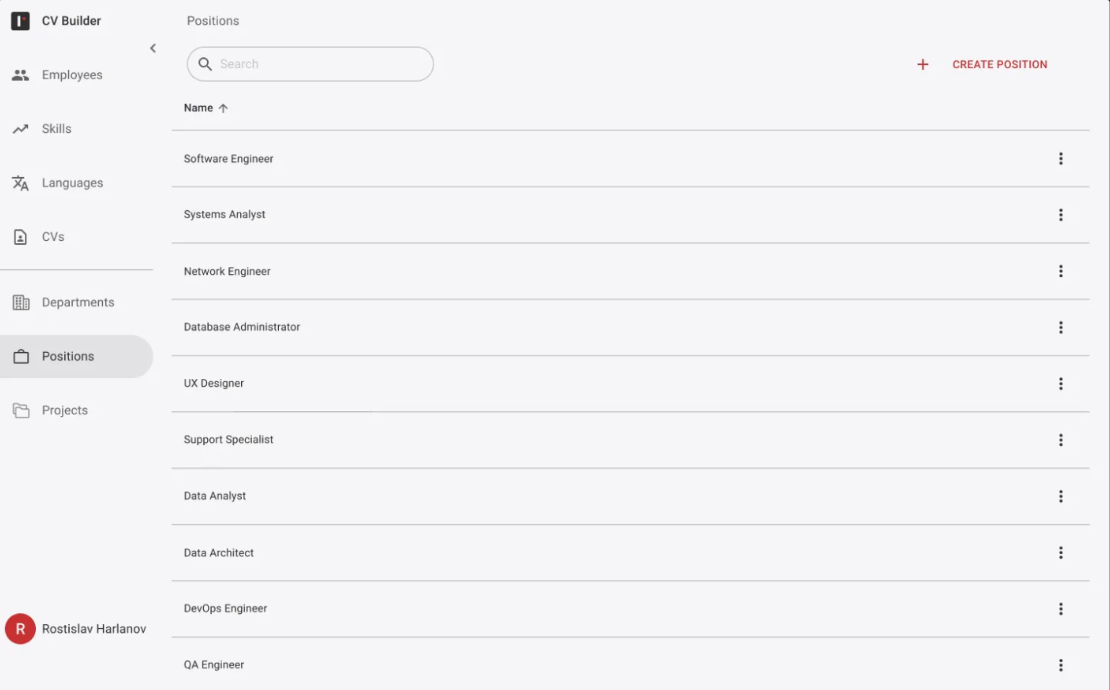 CV Builder
Employees
Skills
Languages
CVs
Departments
Positions
Projects
R Rostislav Harlanov
Positions
Search
+ CREATE POSITION
Name ↑
Software Engineer
Systems Analyst
Network Engineer
Database Administrator
UX Designer
Support Specialist
Data Analyst
Data Architect
DevOps Engineer
QA Engineer